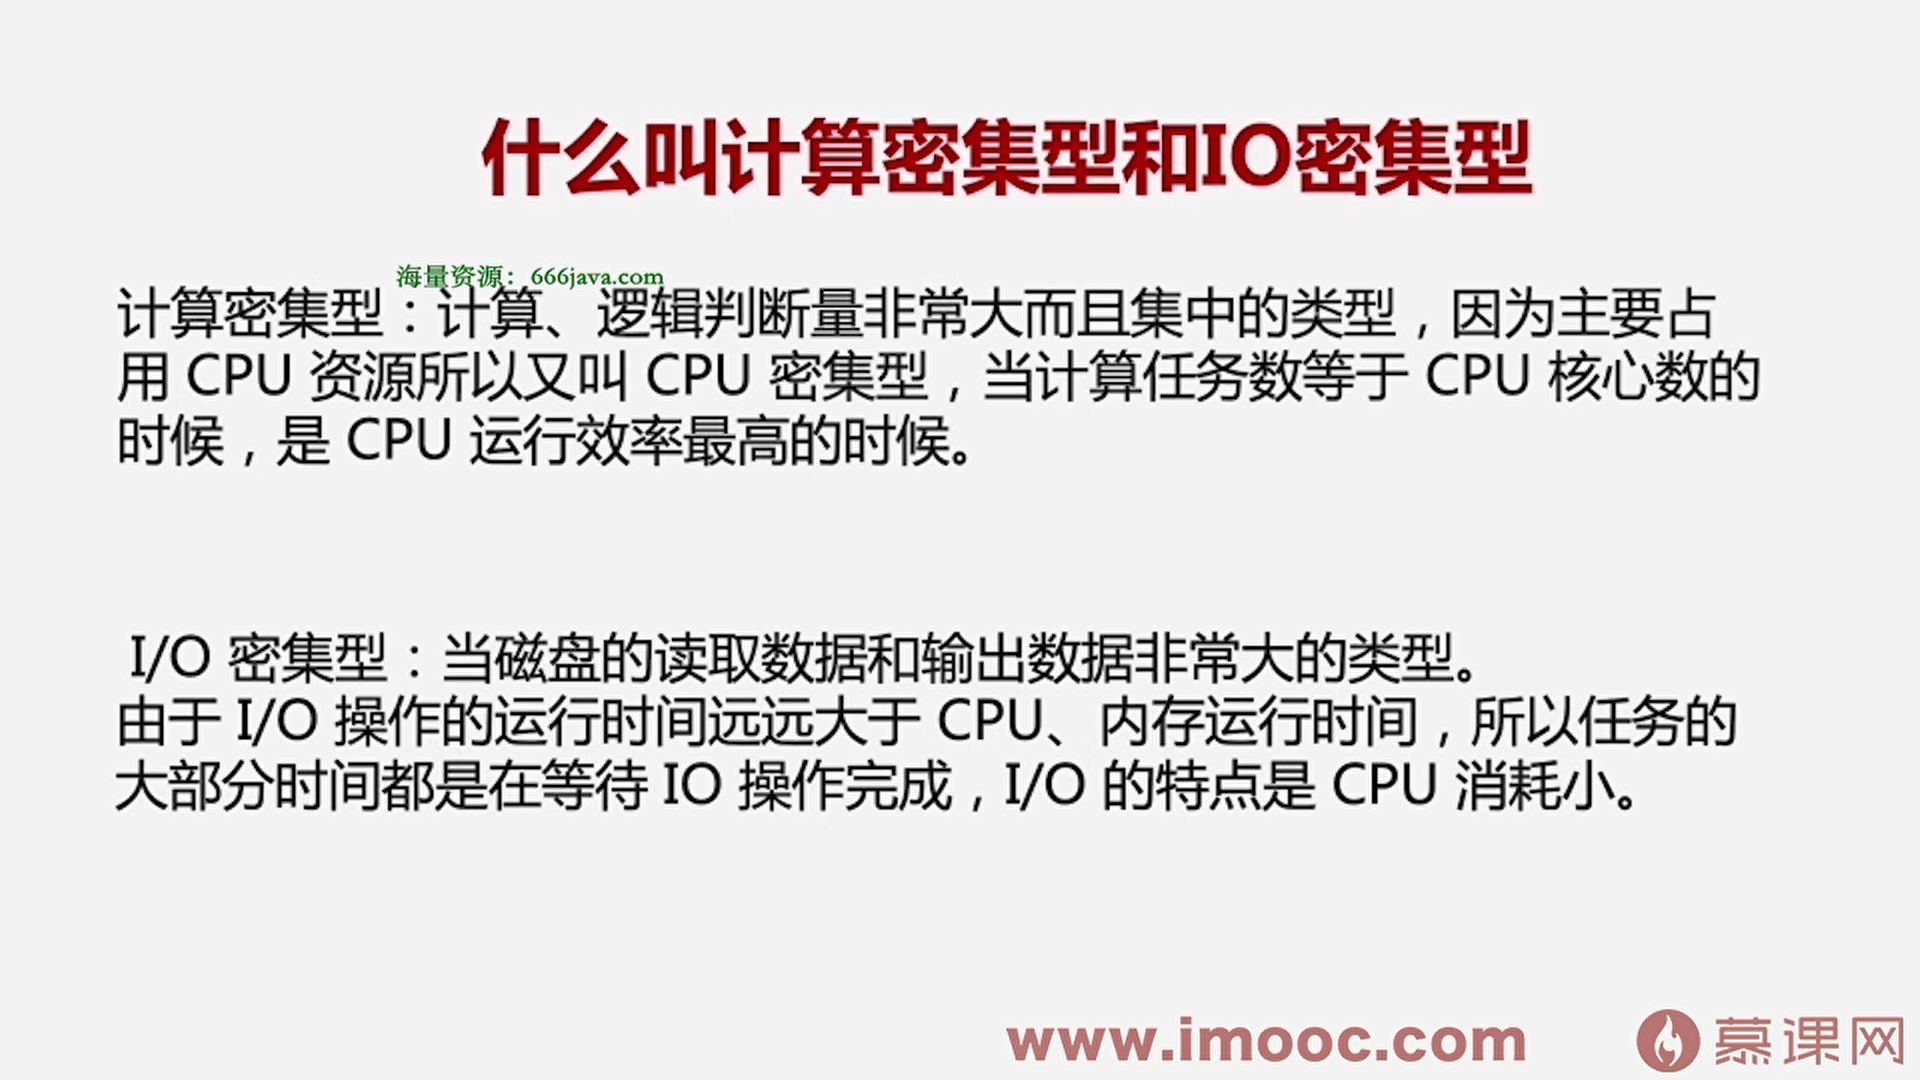 什么叫计算密集型和IO密集型
海量资源：666java.com
计算密集型：计算、逻辑判断量非常大而且集中的类型，因为主要占
用 CPU 资源所以又叫 CPU 密集型，当计算任务数等于 CPU 核心数的
时候，是 CPU 运行效率最高的时候。
I/O 密集型：当磁盘的读取数据和输出数据非常大的类型。
由于 I/O 操作的运行时间远远大于 CPU、内存运行时间，所以任务的
大部分时间都是在等待 IO 操作完成，I/O 的特点是 CPU 消耗小。
www.imooc.com 慕课网